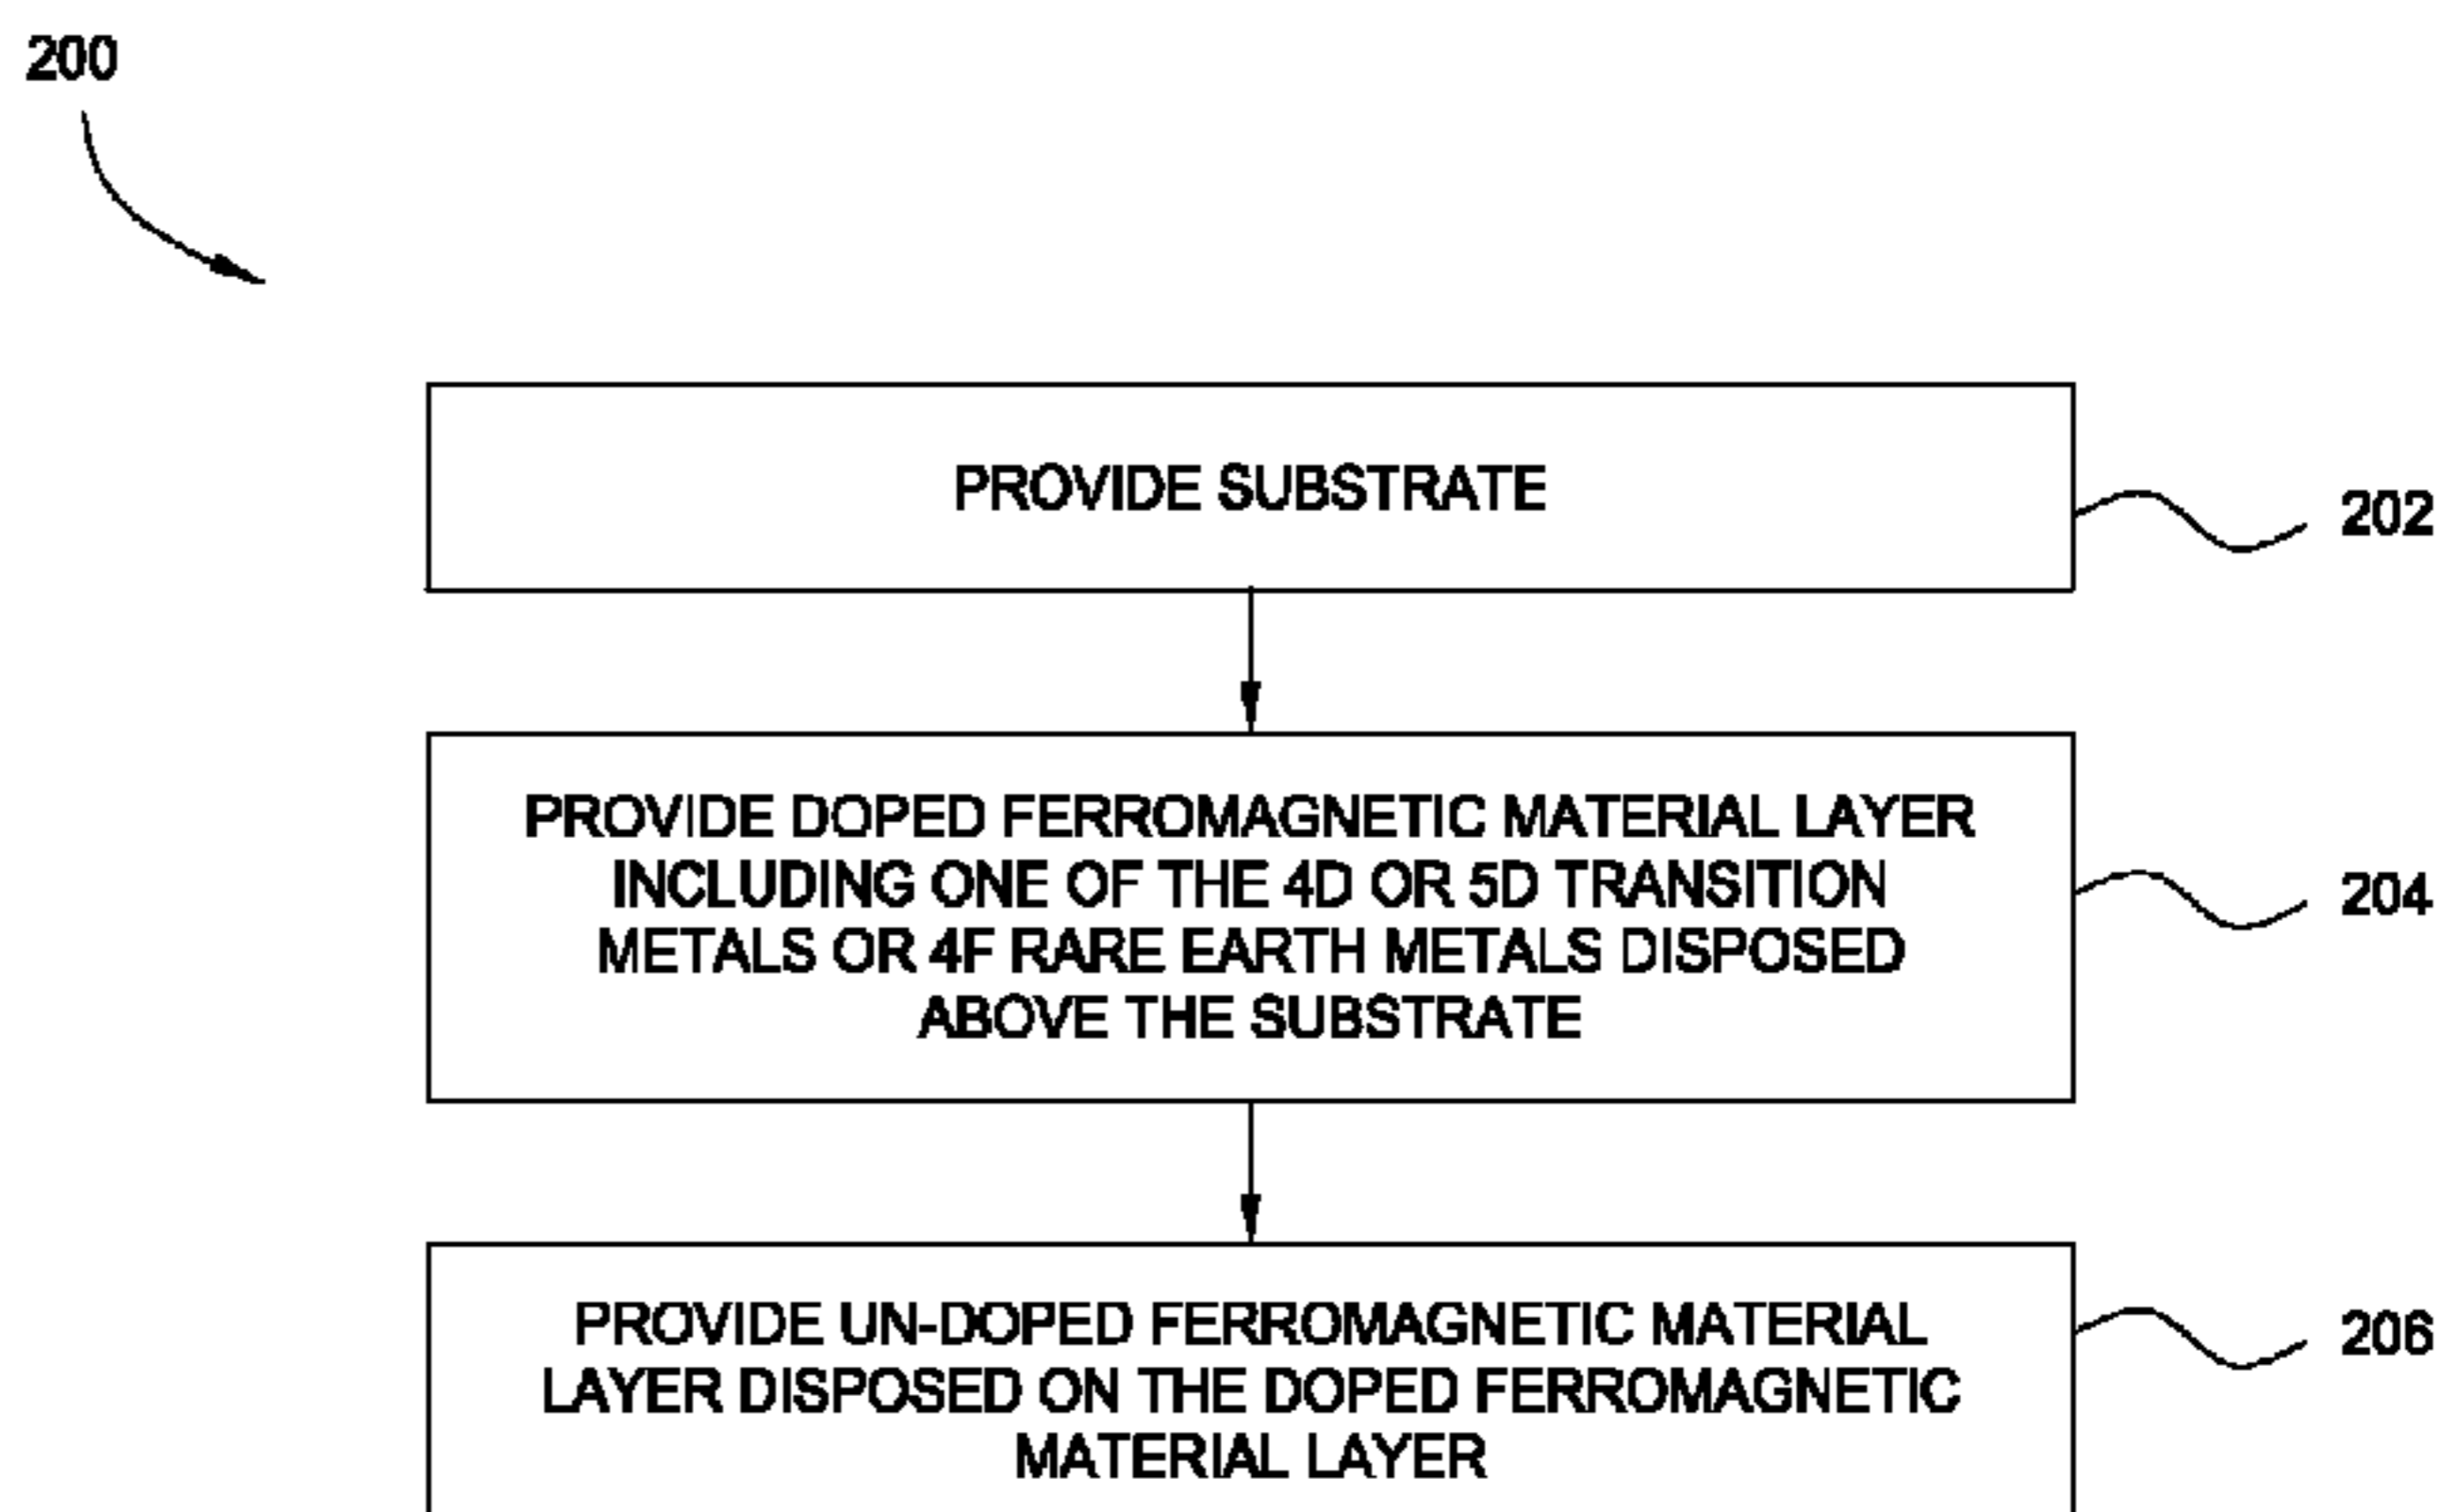 200
PROVIDE SUBSTRATE
202
PROVIDE DOPED FERROMAGNETIC MATERIAL LAYER
INCLUDING ONE OF THE 4D OR 5D TRANSITION
METALS OR 4F RARE EARTH METALS DISPOSED
ABOVE THE SUBSTRATE
204
PROVIDE UN-DOPED FERROMAGNETIC MATERIAL
LAYER DISPOSED ON THE DOPED FERROMAGNETIC
MATERIAL LAYER
206